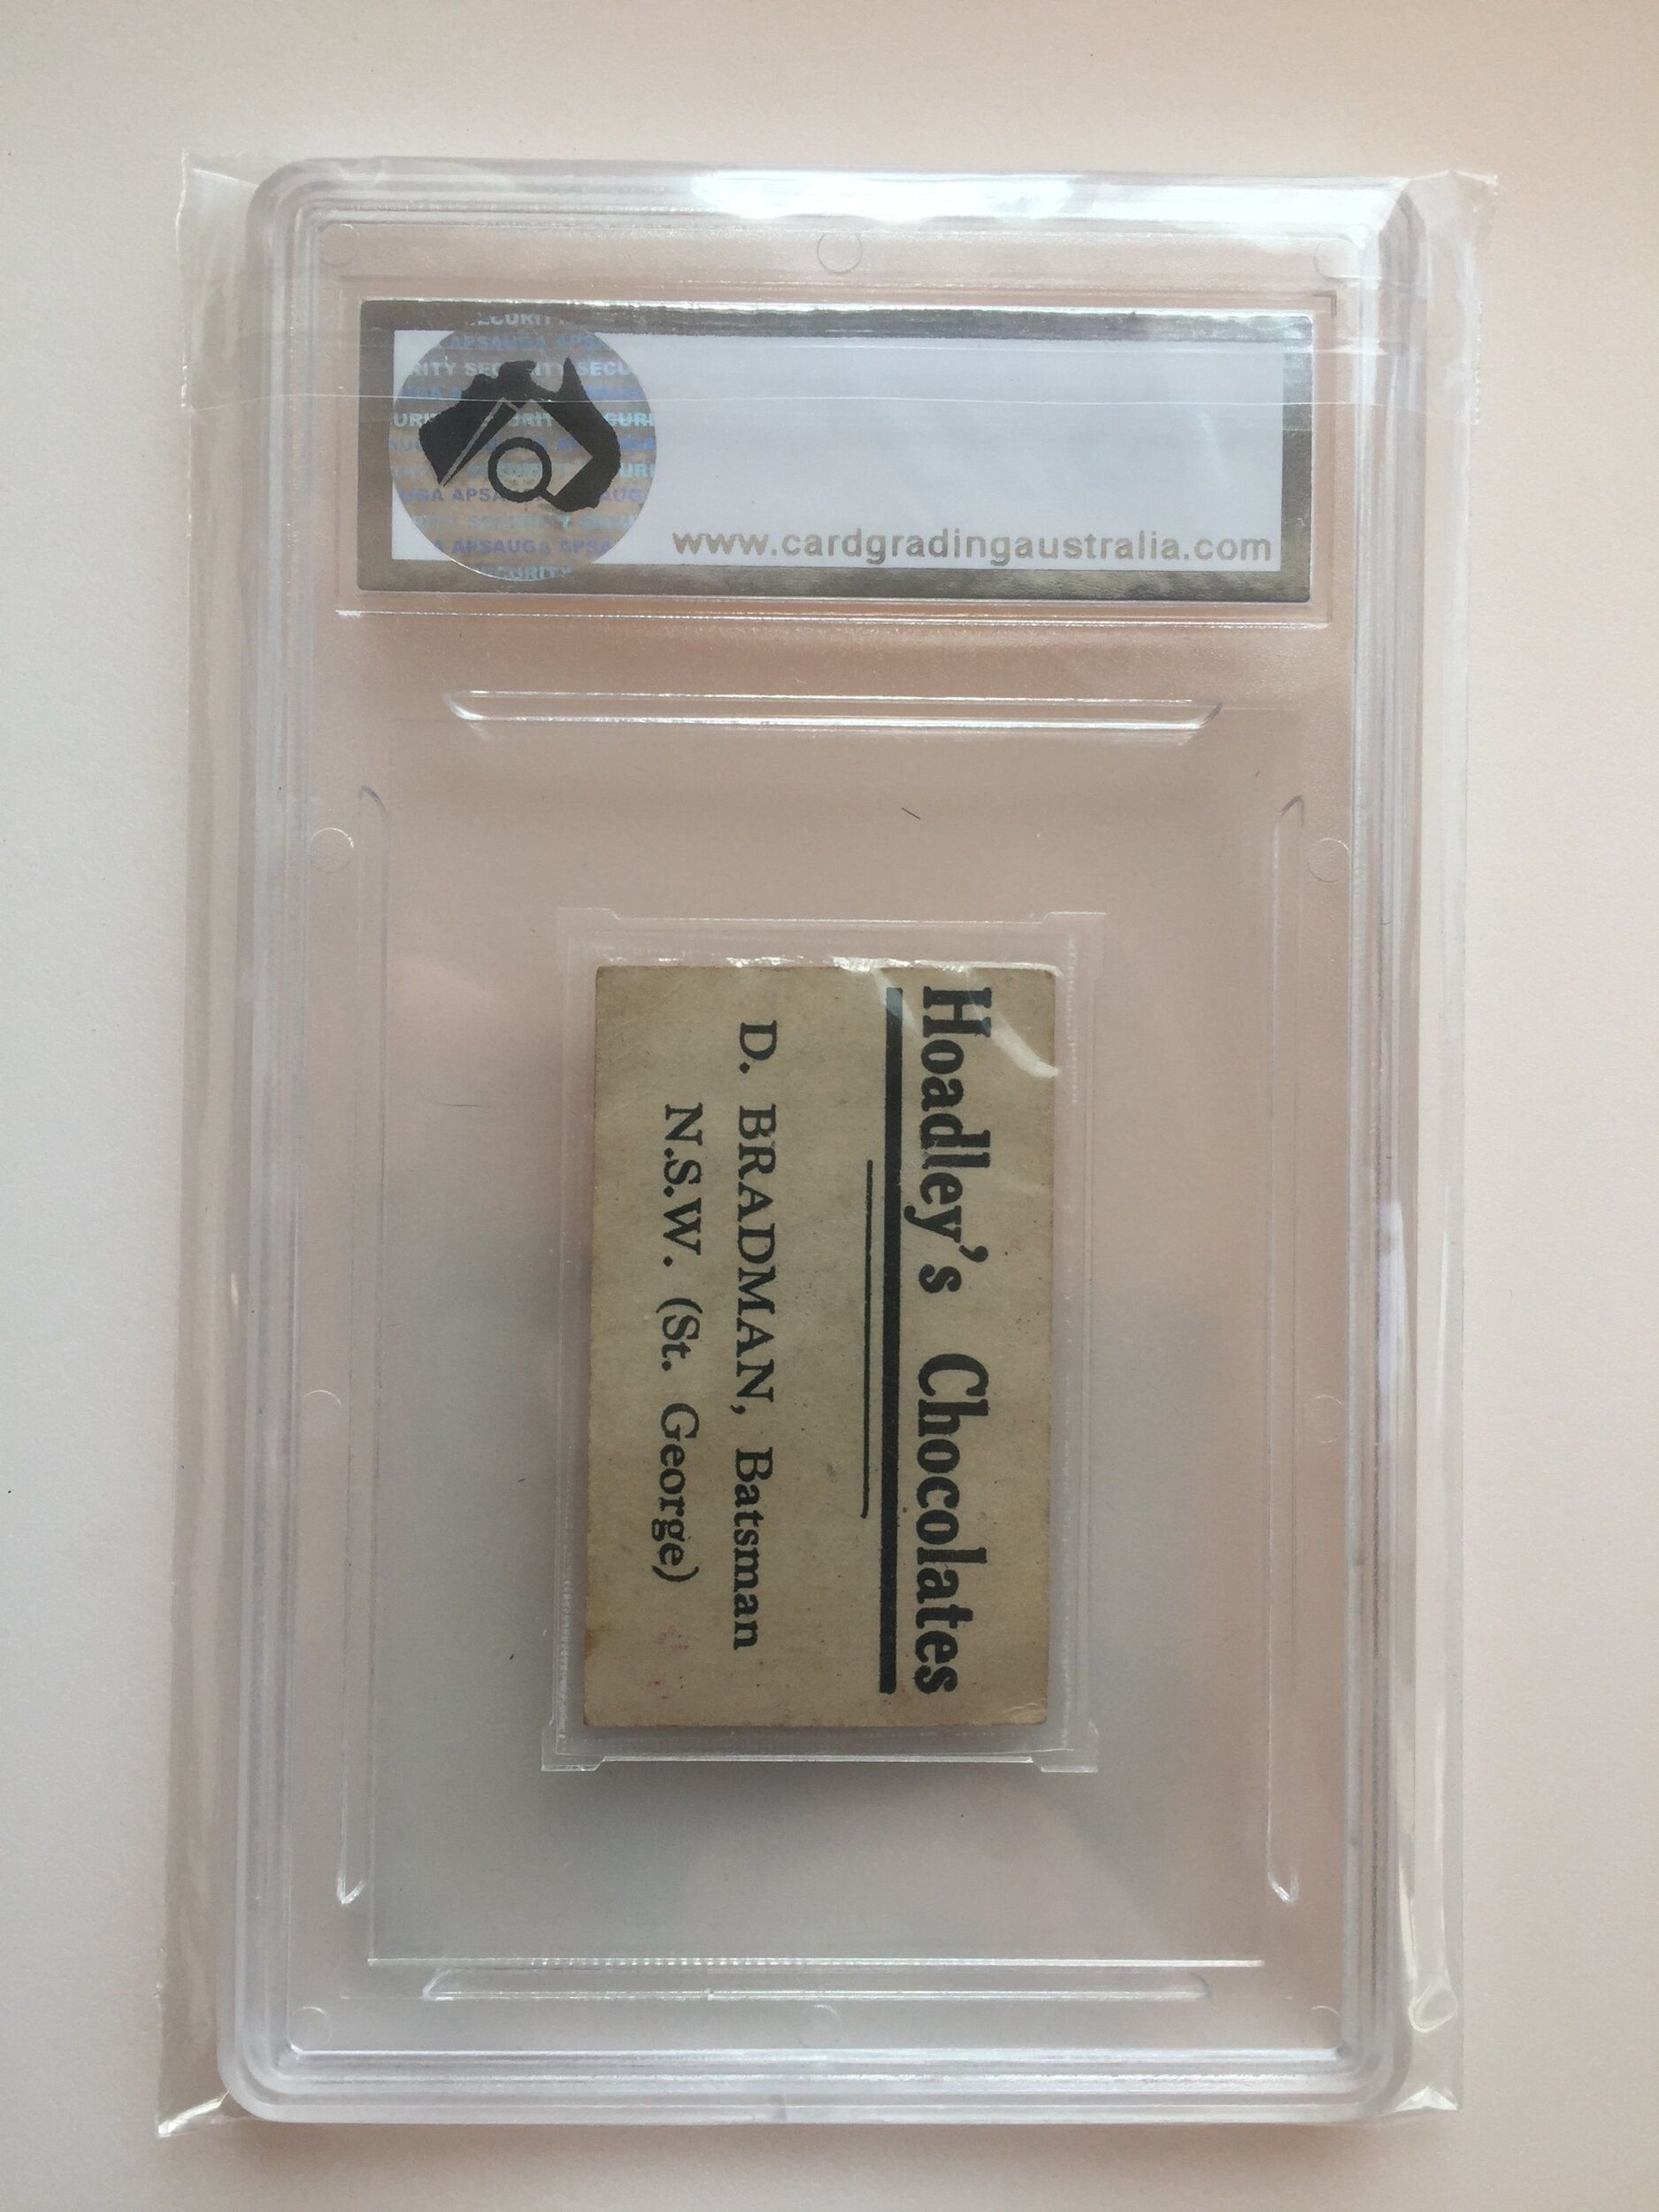 www.cardgradingaustralia.com
Hoadley's Chocolates
D. BRADMAN, Batsman
N.S.W. (St. George)